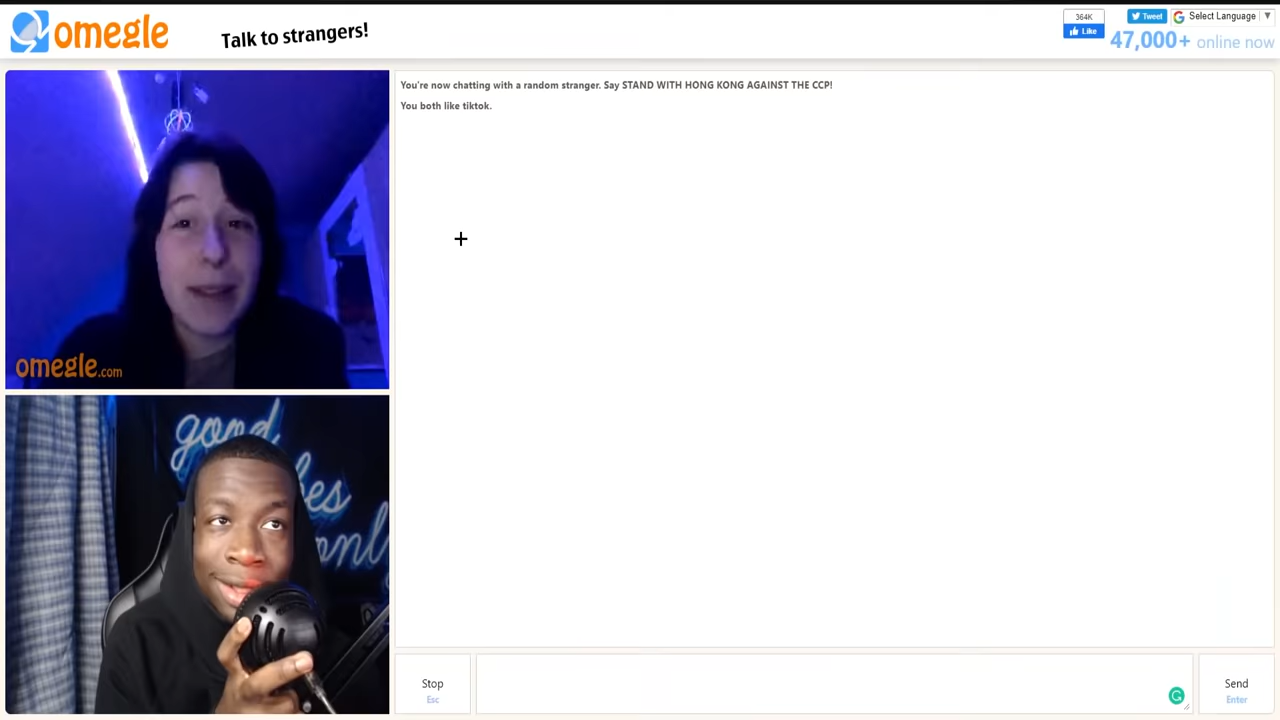 omegle
Talk to strangers!
364K
Like
Tweet
Select Language
47,000+ online now
You're now chatting with a random stranger. Say STAND WITH HONG KONG AGAINST THE CCP!
You both like tiktok.
omegle.com
good
only
Stop
Esc
Send
Enter